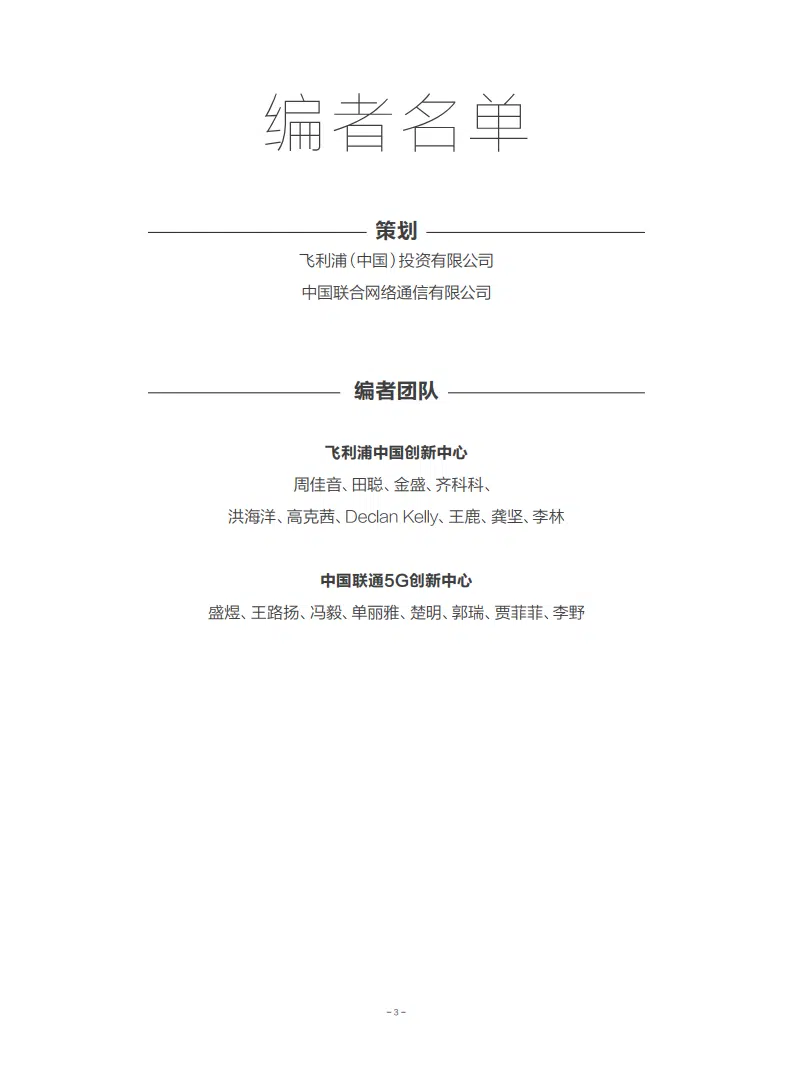 编者名单
策划
飞利浦（中国）投资有限公司
中国联合网络通信有限公司
编者团队
飞利浦中国创新中心
周佳音、田聪、金盛、齐科科、
洪海洋、高克茜、Declan Kelly、王鹿、龚坚、李林
中国联通5G创新中心
盛煜、王路扬、冯毅、单丽雅、楚明、郭瑞、贾菲菲、李野
- 3 -